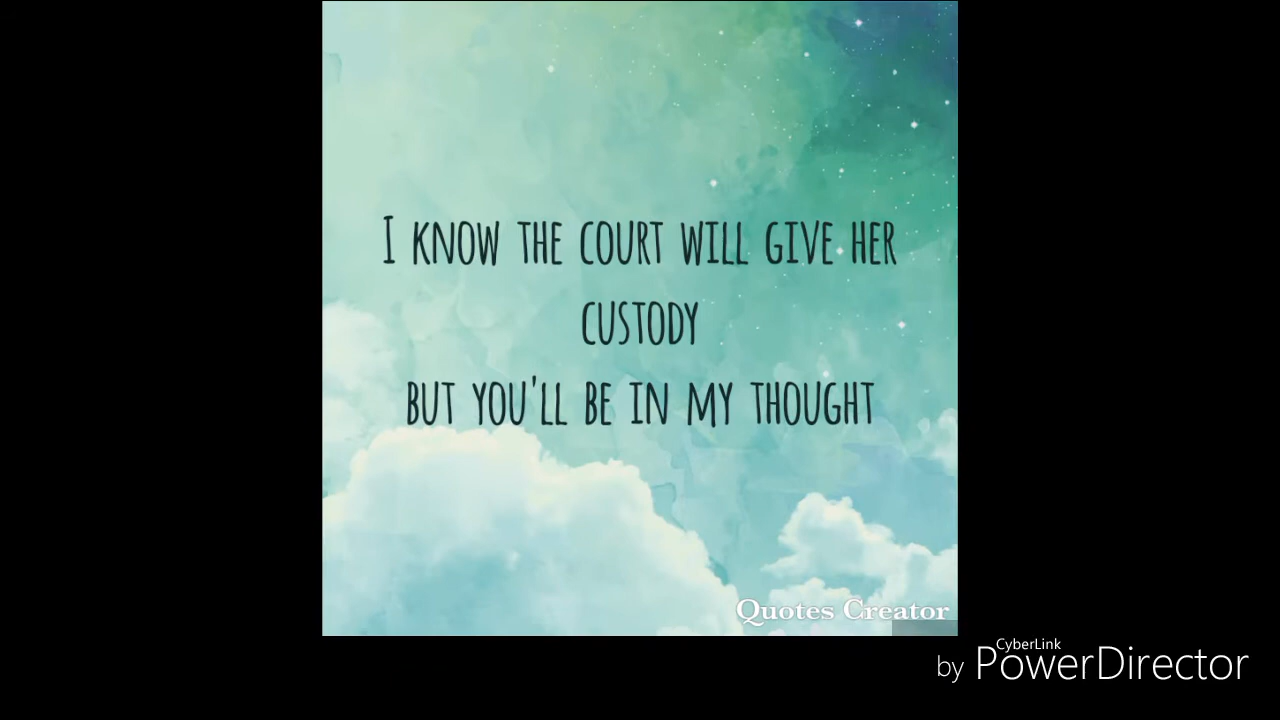 I KNOW THE COURT WILL GIVE HER
CUSTODY
BUT YOU'LL BE IN MY THOUGHT
Quotes Creator
CyberLink
by PowerDirector